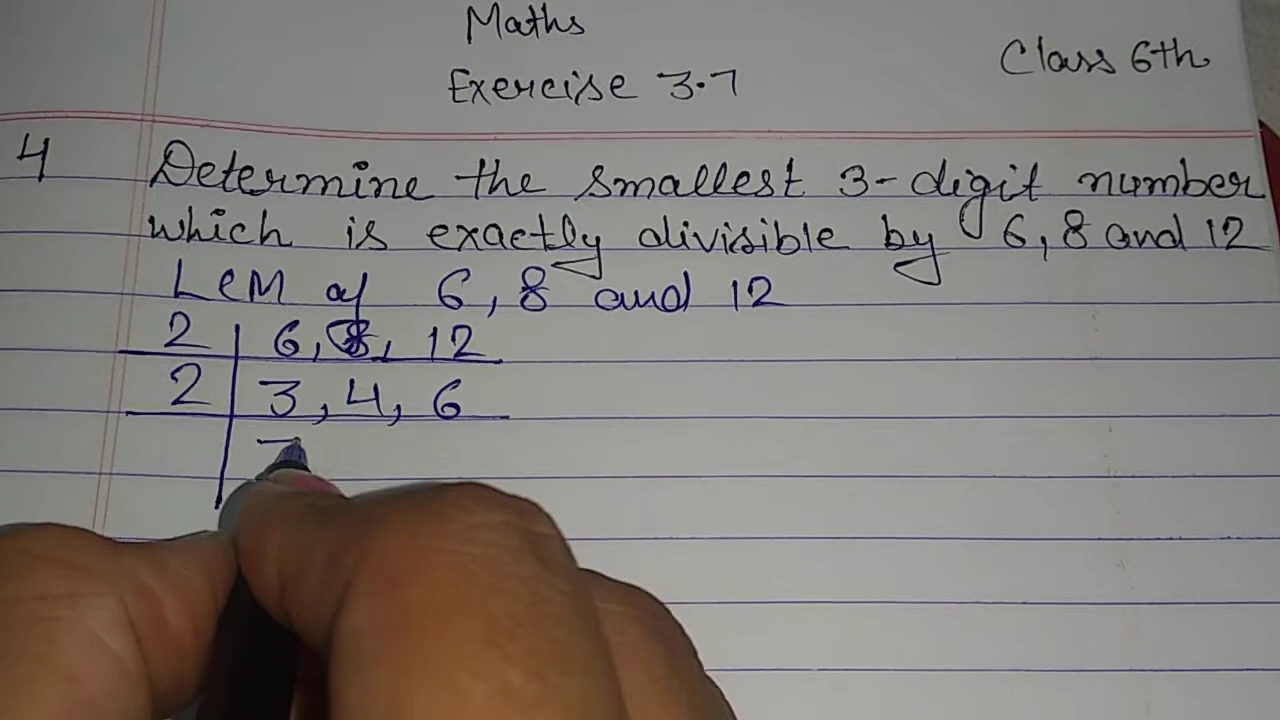 Maths
Exercise 3.7
Class 6th
4 Determine the smallest 3-digit number
which is exactly divisible by 6, 8 and 12
LCM of 6, 8 and 12
2 | 6, 8, 12
2 | 3, 4, 6